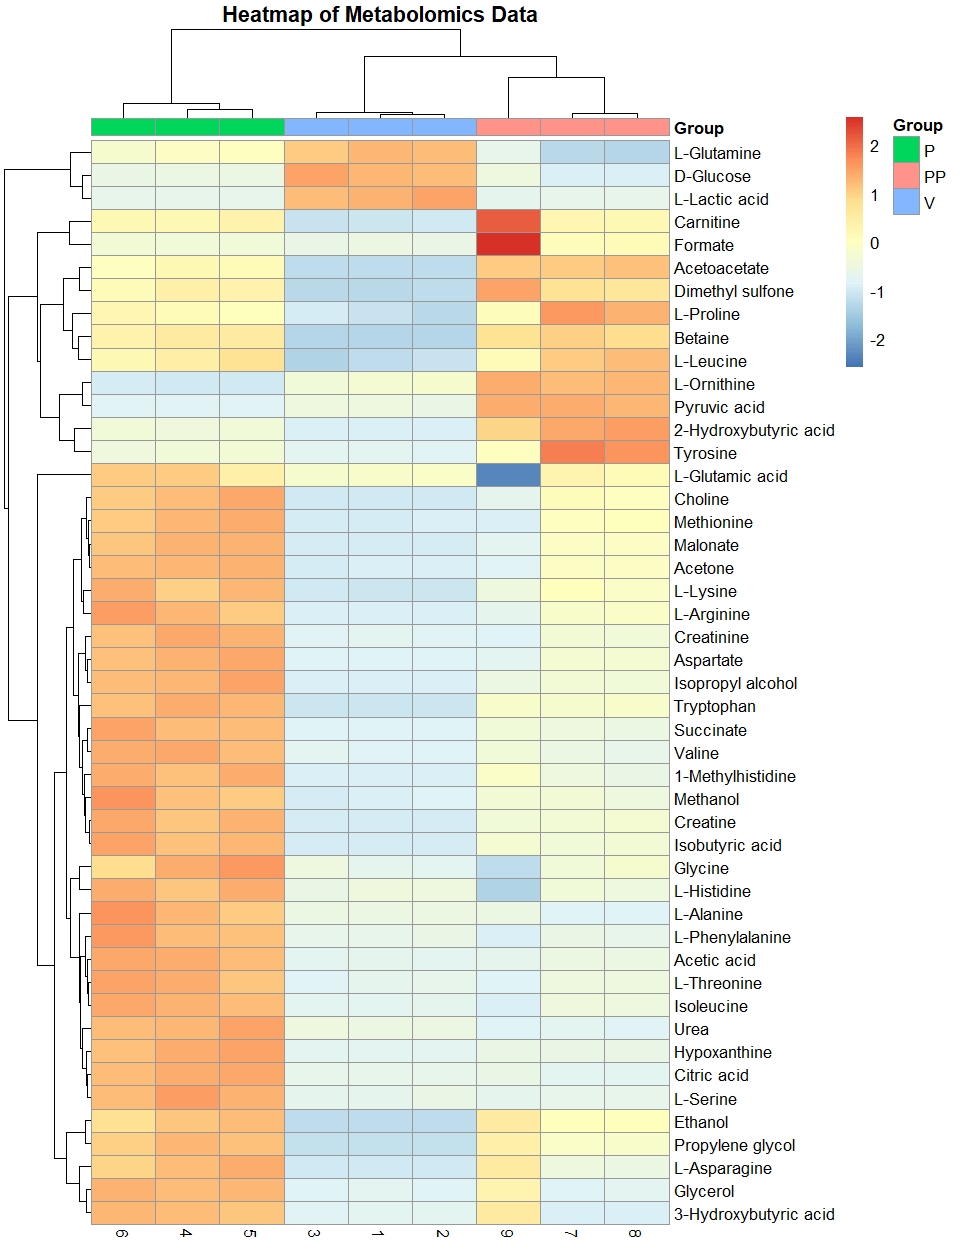 Heatmap of Metabolomics Data
Group
L-Glutamine
D-Glucose
L-Lactic acid
Carnitine
Formate
Acetoacetate
Dimethyl sulfone
L-Proline
Betaine
L-Leucine
L-Ornithine
Pyruvic acid
2-Hydroxybutyric acid
Tyrosine
L-Glutamic acid
Choline
Methionine
Malonate
Acetone
L-Lysine
L-Arginine
Creatinine
Aspartate
Isopropyl alcohol
Tryptophan
Succinate
Valine
1-Methylhistidine
Methanol
Creatine
Isobutyric acid
Glycine
L-Histidine
L-Alanine
L-Phenylalanine
Acetic acid
L-Threonine
Isoleucine
Urea
Hypoxanthine
Citric acid
L-Serine
Ethanol
Propylene glycol
L-Asparagine
Glycerol
3-Hydroxybutyric acid
6 4 5 3 1 2 9 7 8
2
1
0
-1
-2
Group
P
PP
V